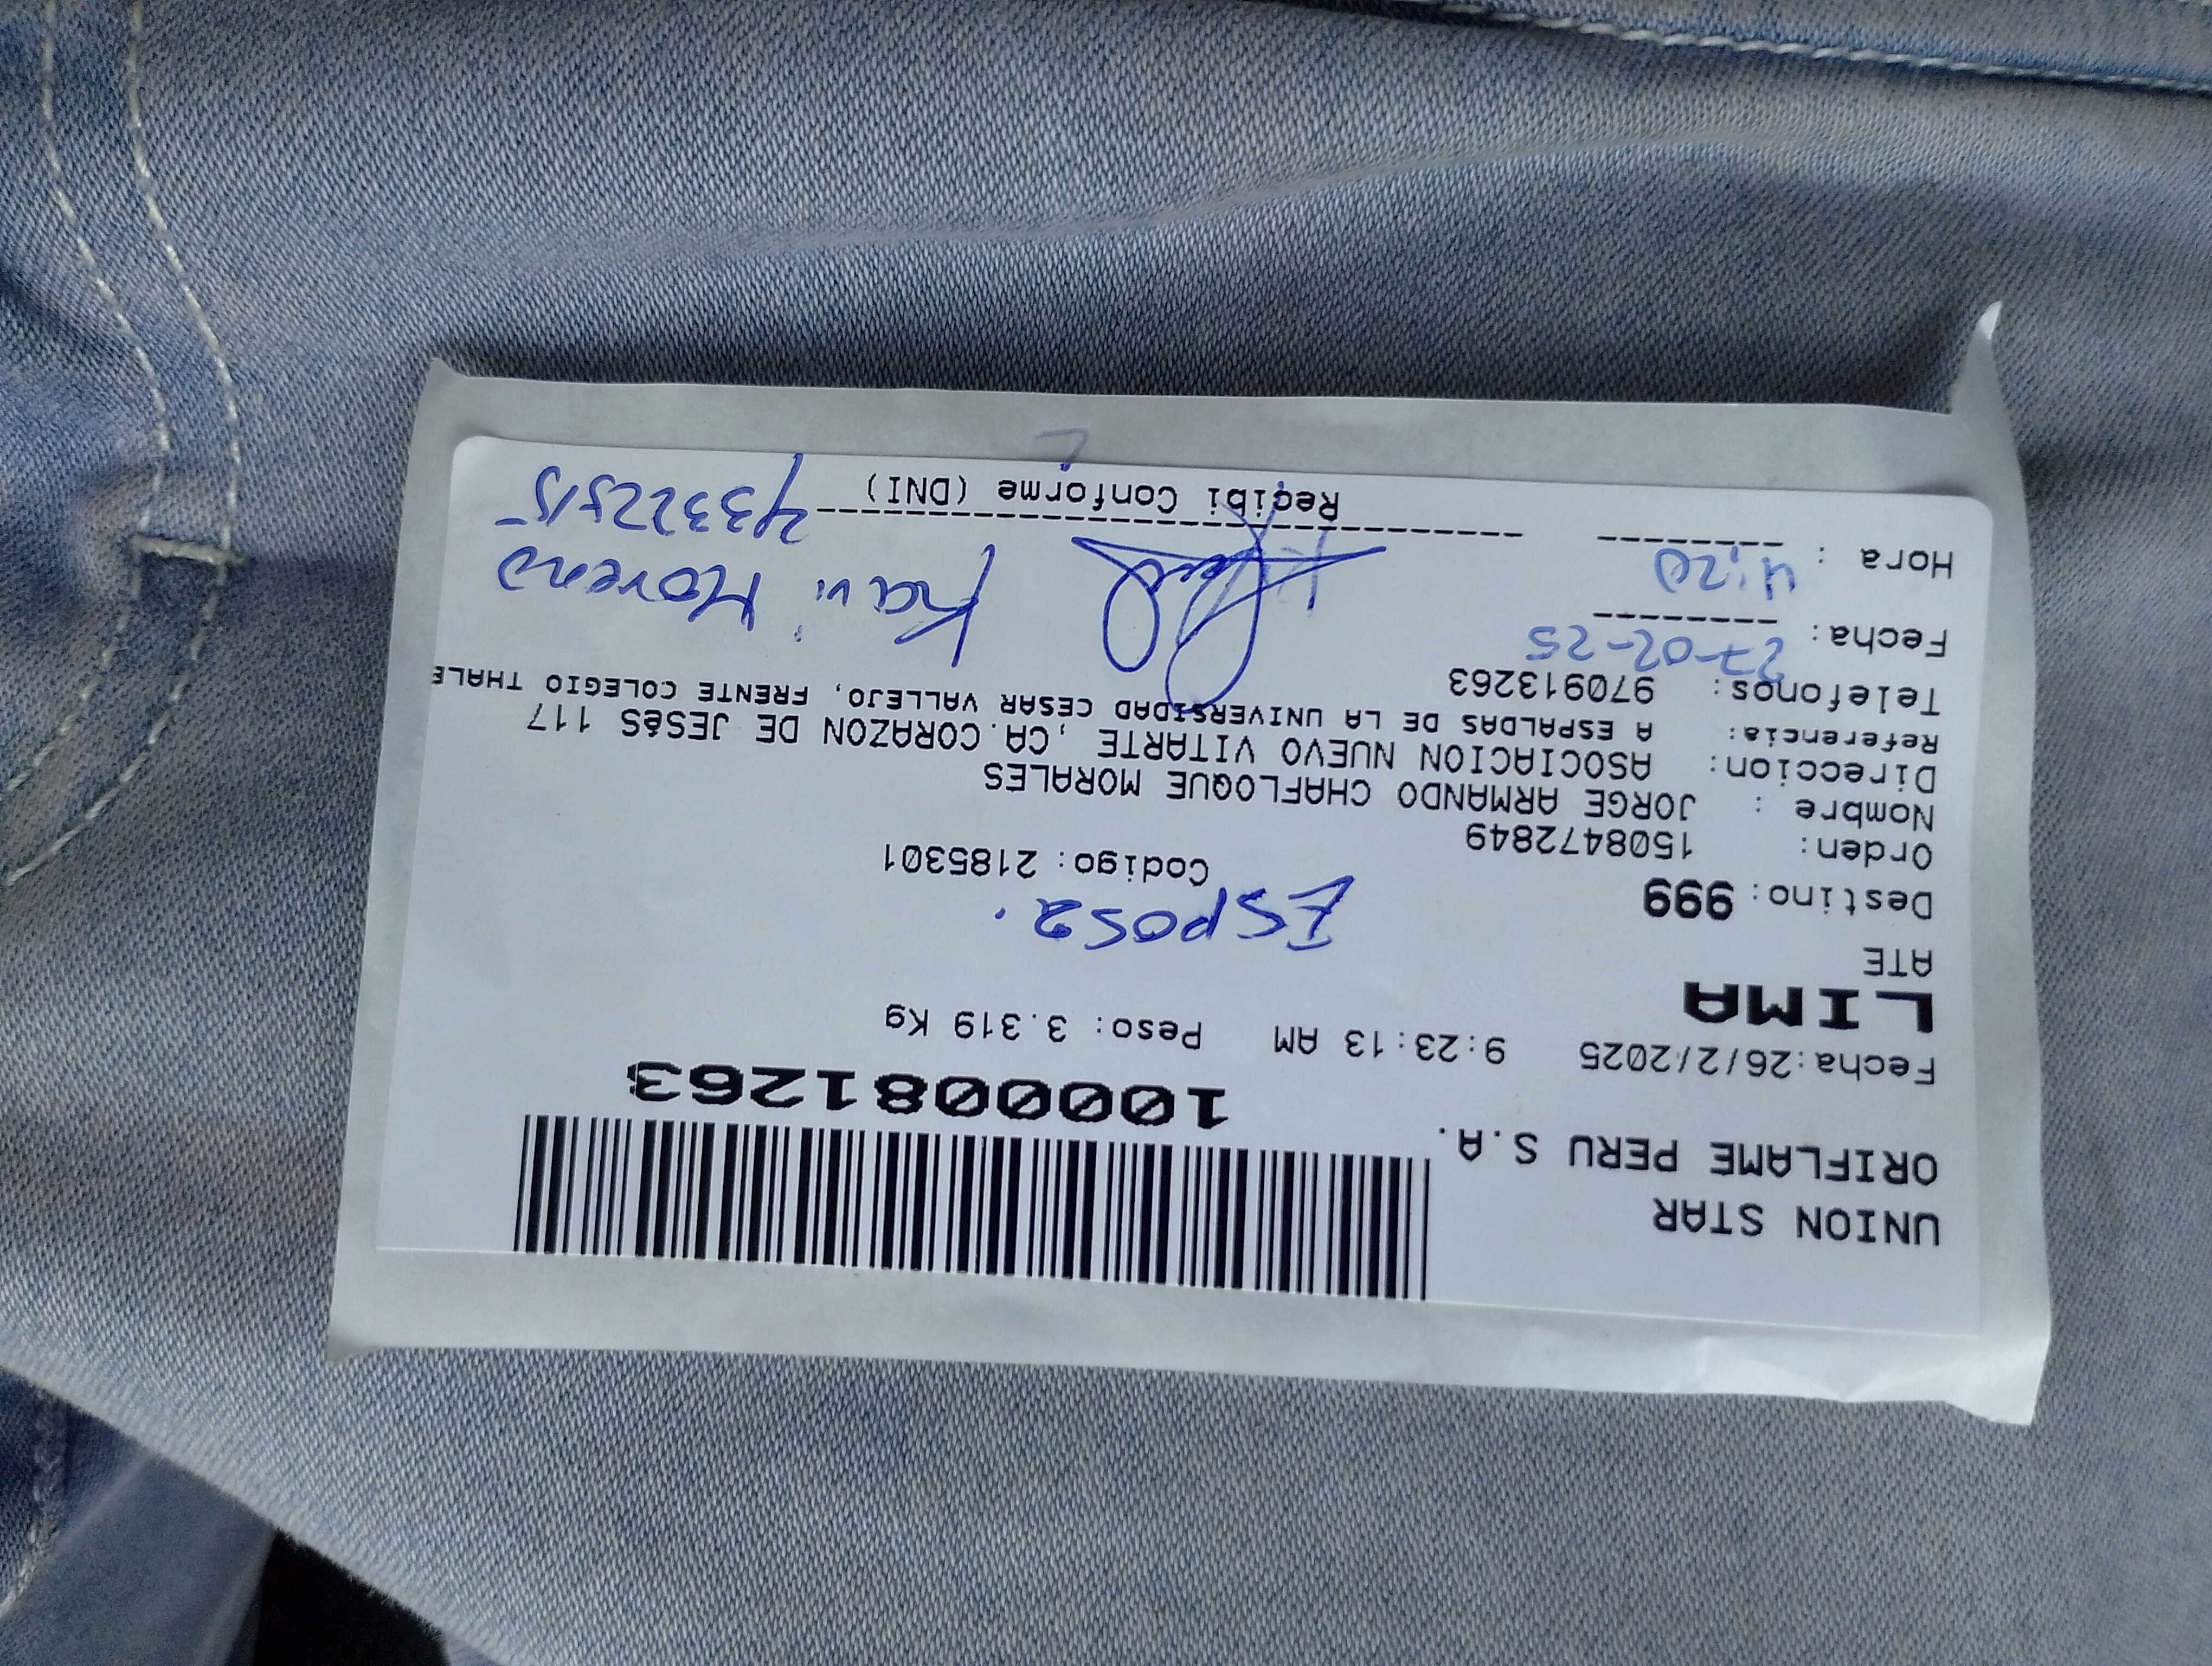 UNION STAR
ORIFLAME PERU S.A.
1000081263
Fecha:26/2/2025 9:23:13 AM Peso: 3.319 Kg
LIMA
ATE
Esposa.
Destino: 999 Codigo: 2185301
Orden: 1508472849
Nombre : JORGE ARMANDO CHAFLOQUE MORALES
Direccion: ASOCIACION NUEVO VITARTE ,CA.CORAZON DE JESéS 117
Referencia: A ESPALDAS DE LA UNIVERSIDAD CESAR VALLEJO, FRENTE COLEGIO THALE
Telefonos: 970913263
Fecha: 27-02-25
Moreno
Hora : 4:20
Recibi Conforme (DNI)